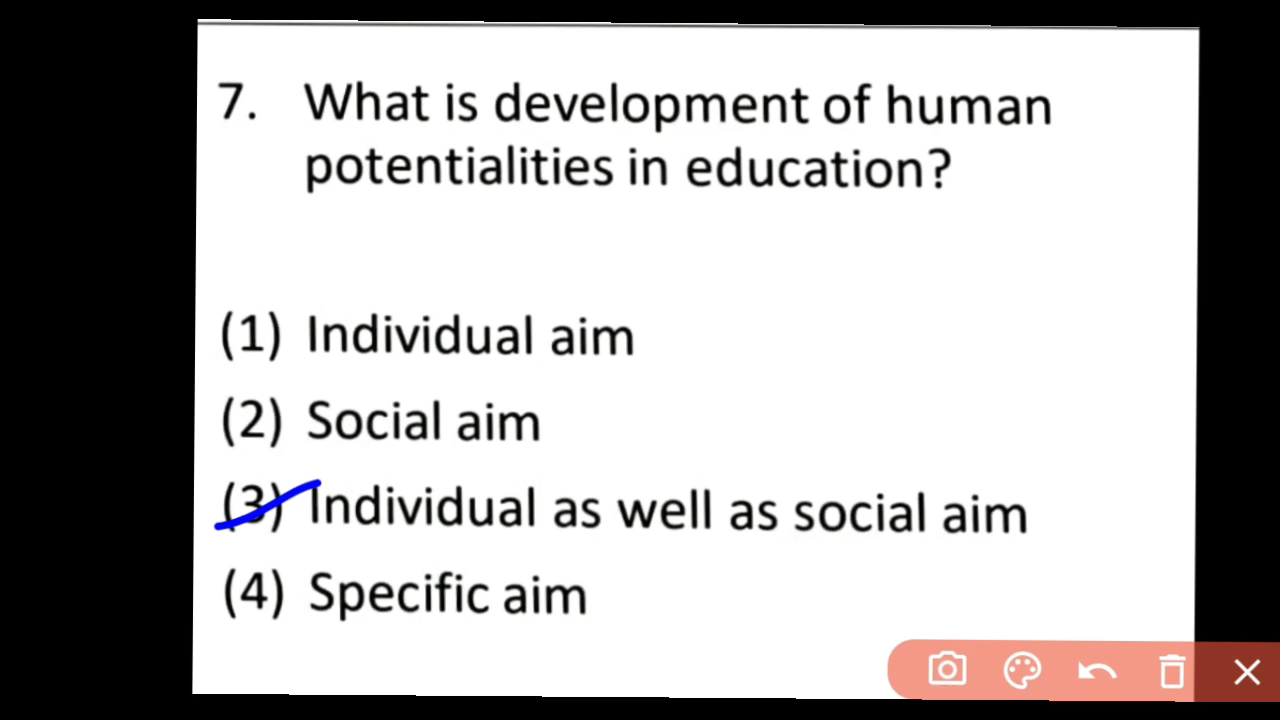 7. What is development of human
potentialities in education?
(1) Individual aim
(2) Social aim
(3) Individual as well as social aim
(4) Specific aim